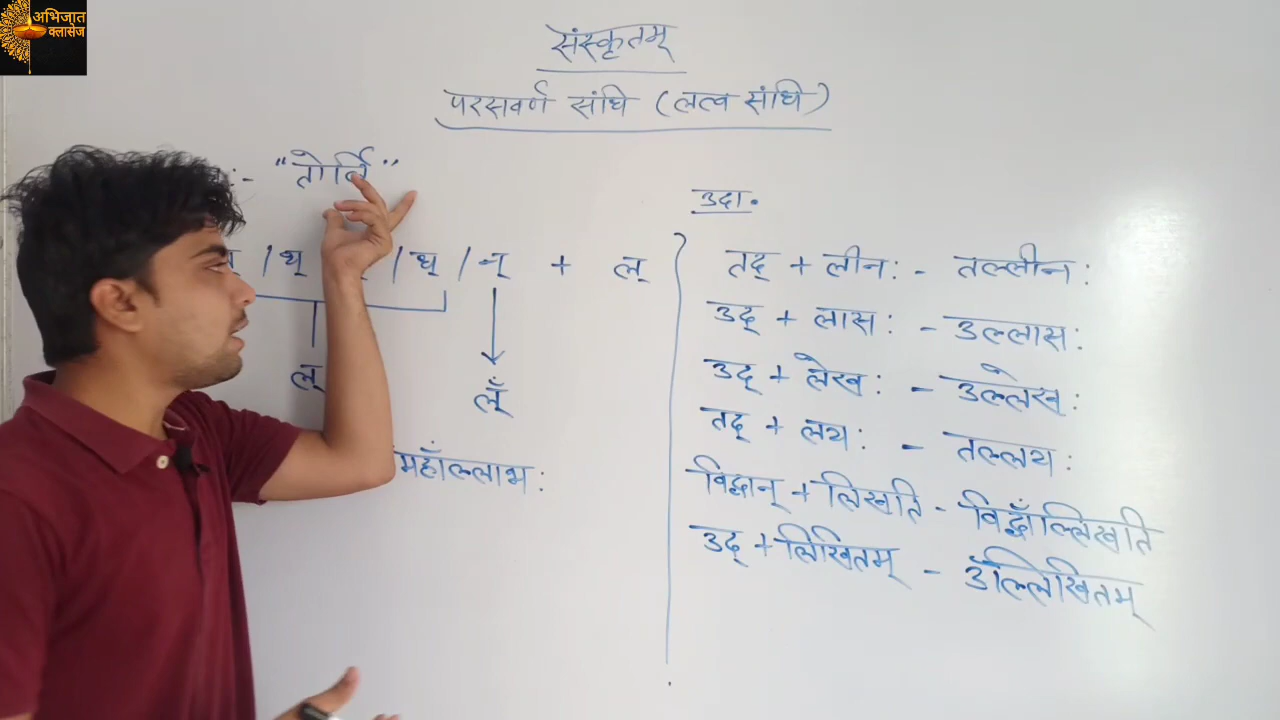 अभिजात
क्लासेज
संस्कृतम्
परसवर्ण संधि (लत्व संधि)
:- "तोर्लि"
/ थ् / ध् / न् + ल्
ल्
ल्ँ
महाँल्लाभ:
उदा.
तद् + लीन: - तल्लीन:
उद् + लास: - उल्लास:
उद् + लेख: - उल्लेख:
तद् + लय: - तल्लय:
विद्वान् + लिखति - विद्वाँल्लिखति
उद् + लिखितम् - उँल्लिखितम्